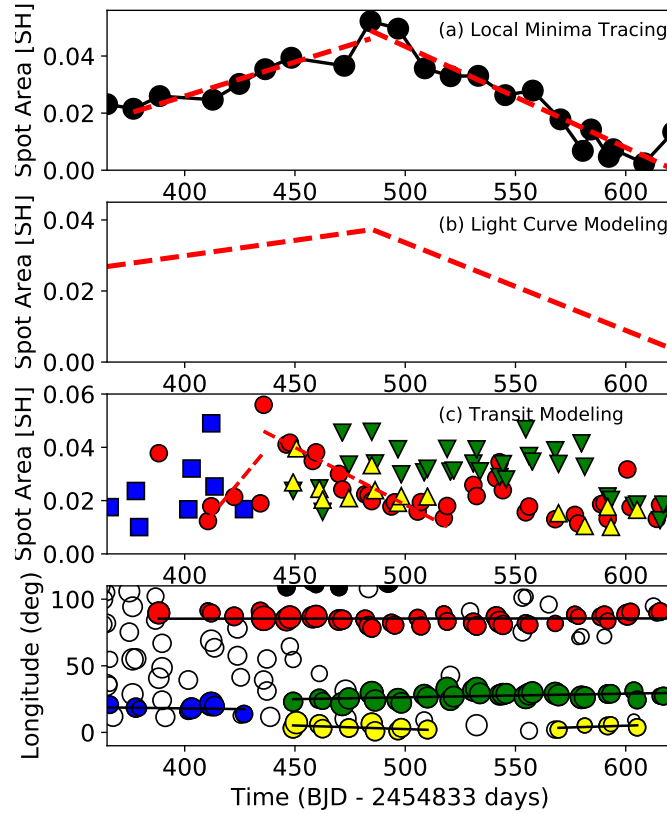 (a) Local Minima Tracing
Spot Area [SH]
0.04
0.02
0.00
400 450 500 550 600
(b) Light Curve Modeling
Spot Area [SH]
0.04
0.02
0.00
400 450 500 550 600
(c) Transit Modeling
Spot Area [SH]
0.06
0.04
0.02
0.00
400 450 500 550 600
Longitude (deg)
100
50
0
400 450 500 550 600
Time (BJD - 2454833 days)